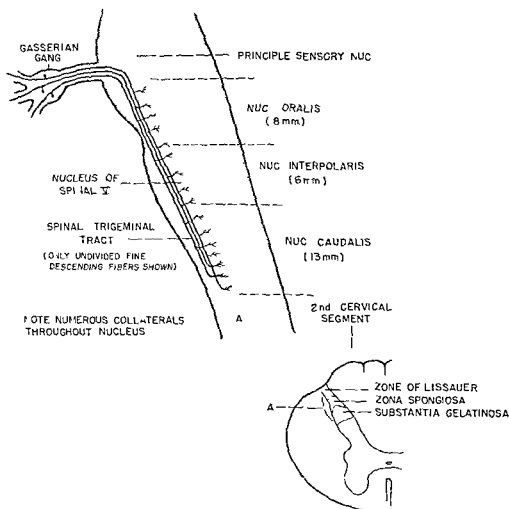 GASSERIAN
GANG
PRINCIPLE SENSORY NUC
NUC ORALIS
(8mm)
NUC INTERPOLARIS
(6mm)
NUCLEUS OF
SPINAL V
SPINAL TRIGEMINAL
TRACT
(ONLY UNDIVIDED FINE
DESCENDING FIBERS SHOWN)
NUC CAUDALIS
(13mm)
NOTE NUMEROUS COLLATERALS
THROUGHOUT NUCLEUS
A
2nd CERVICAL
SEGMENT
ZONE OF LISSAUER
ZONA SPONGIOSA
A
SUBSTANTIA GELATINOSA